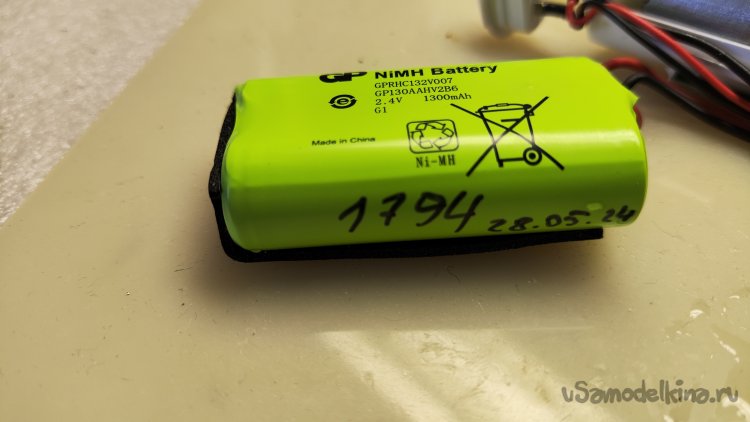 GP NiMH Battery
GPRHC132V007
GP130AAHV2B6
2.4V 1300mAh
G1
Made in China
Ni-MH
1794 28.05.24
vSamodelkina.ru